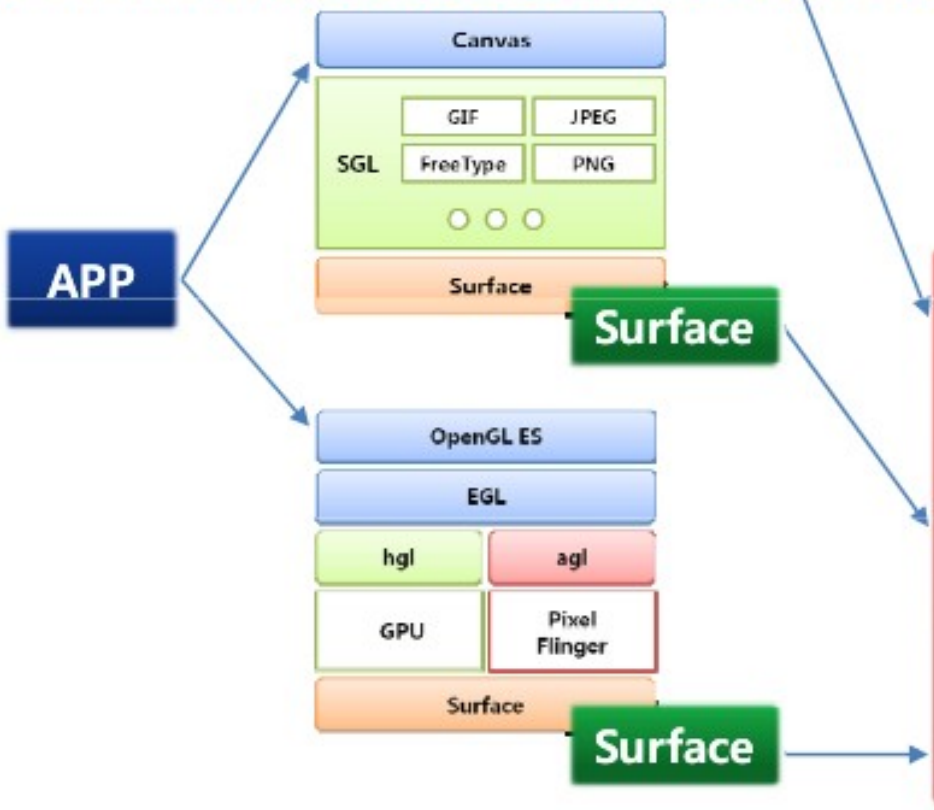 Canvas
GIF
JPEG
SGL
FreeType
PNG
APP
Surface
Surface
OpenGL ES
EGL
hgl
agl
GPU
Pixel
Flinger
Surface
Surface